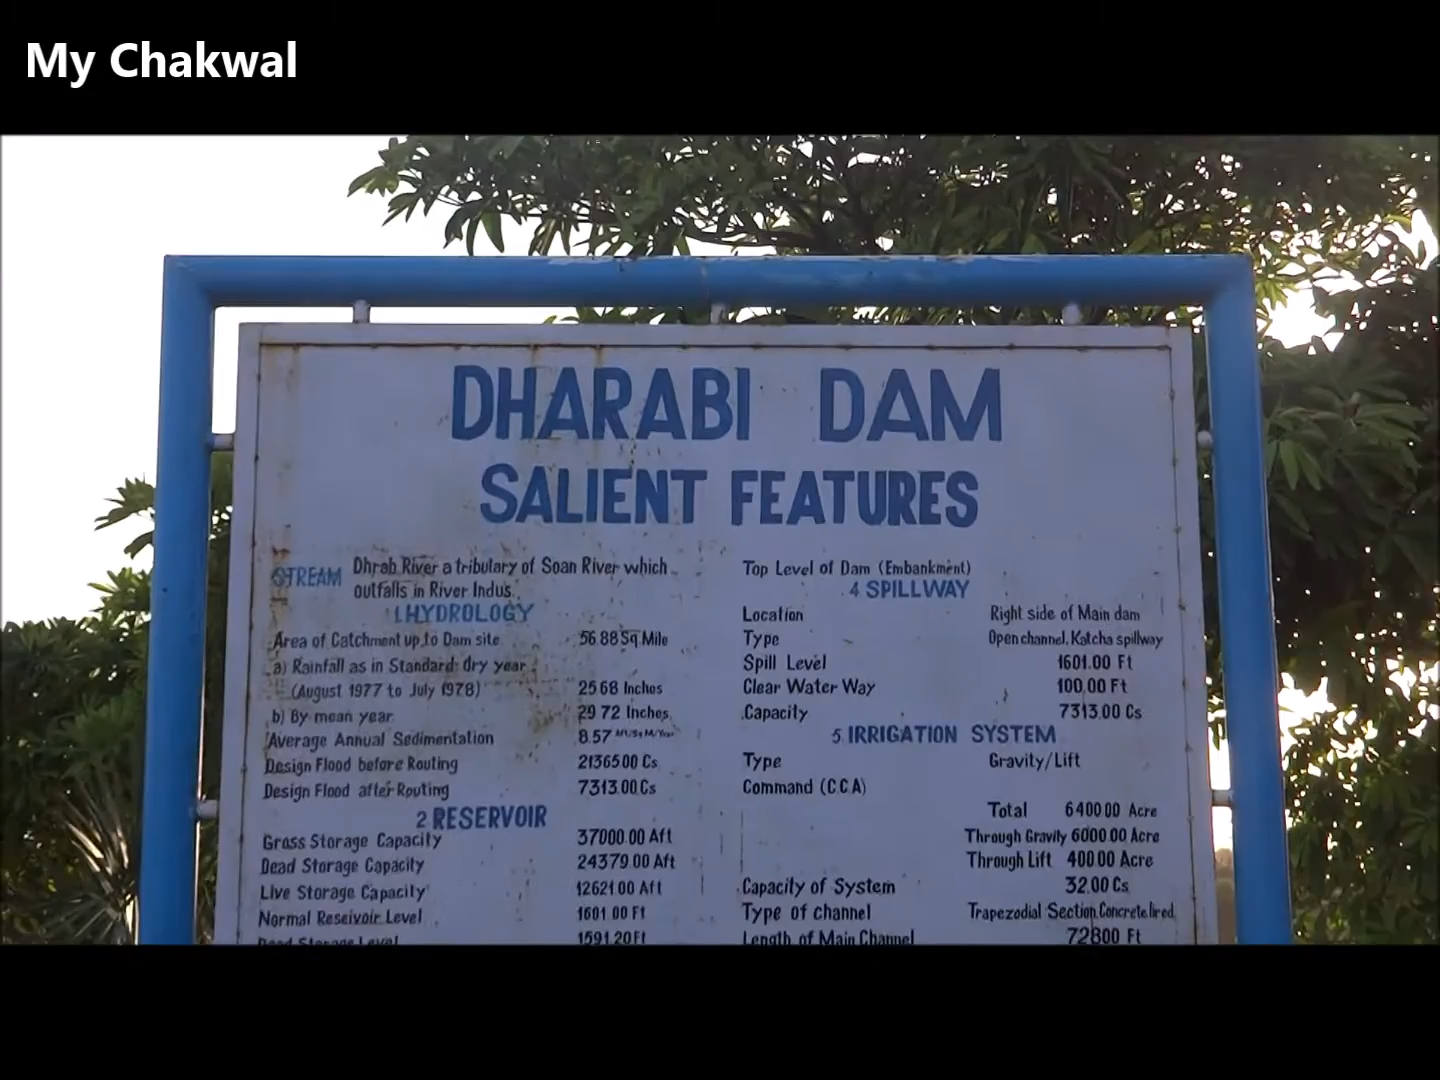 My Chakwal
DHARABI DAM
SALIENT FEATURES
STREAM Dhrab River a tributary of Soan River which
outfalls in River Indus.
1.HYDROLOGY
Area of Catchment up to Dam site. 56.88 Sq Mile
a) Rainfall as in Standard dry year
(August 1977 to July 1978) 25.68 Inches
b) By mean year 29.72 Inches
Average Annual Sedimentation 8.57
Design Flood before Routing 21365.00 Cs
Design Flood after Routing 7313.00 Cs
2 RESERVOIR
Gross Storage Capacity 37000.00 Aft
Dead Storage Capacity 24379.00 Aft
Live Storage Capacity 12621.00 Aft
Normal Reseivoir Level 1601.00 Ft
Dead Storage Level 1591.20 Ft
Top Level of Dam (Embankment)
4 SPILLWAY
Location Right side of Main dam
Type Open channel, Katcha spillway
Spill Level 1601.00 Ft
Clear Water Way 100.00 Ft
Capacity 7313.00 Cs
5 IRRIGATION SYSTEM
Type Gravity/Lift
Command (C.C.A)
Total 6400.00 Acre
Through Gravily 6000.00 Acre
Through Lift 400.00 Acre
Capacity of System 32.00 Cs
Type of channel Trapezodial Section, Concrete lired
Length of Main Channel 72800 Ft